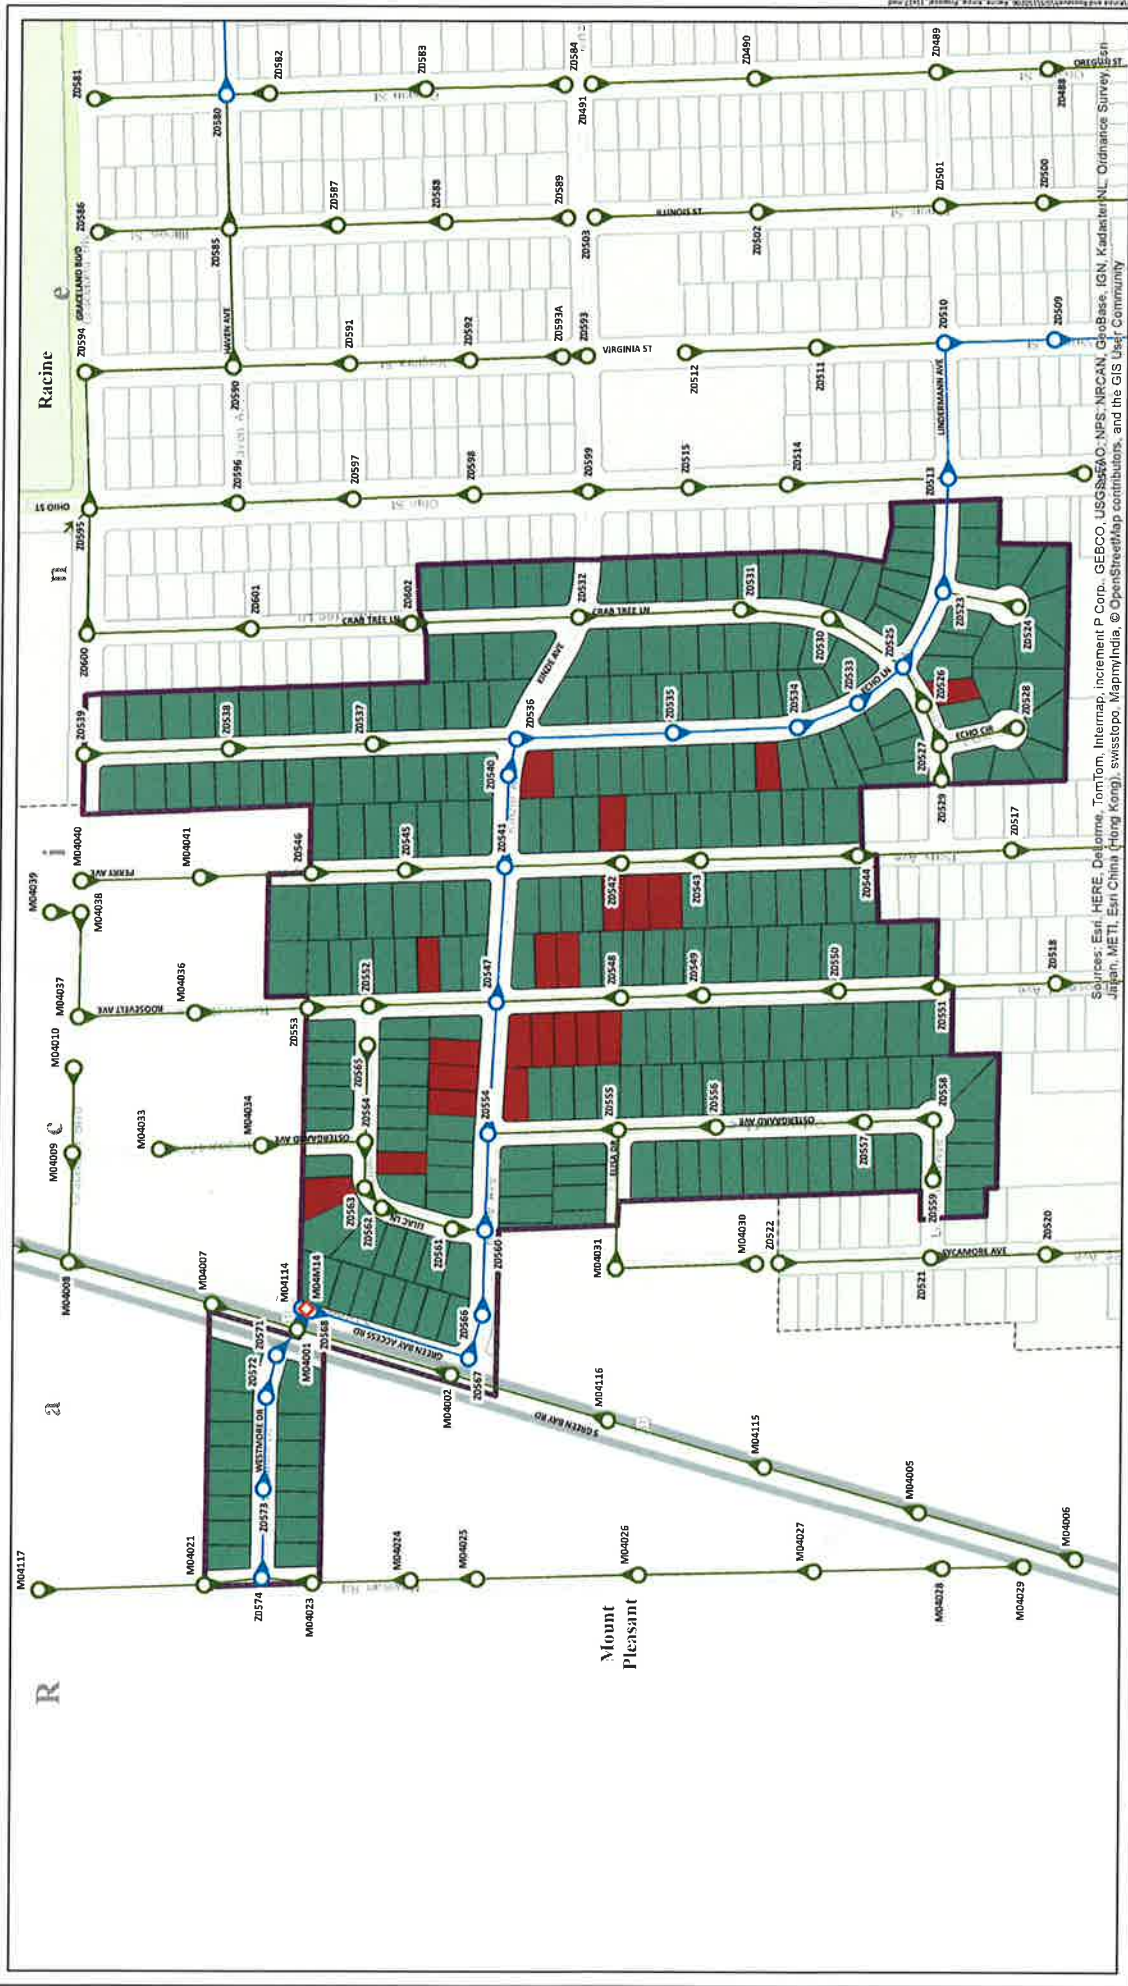 Z0581
Z0582
Z0583
Z0584
Z0490
Z0489
Z0488
OREGON ST
Z0580
Z0491
Z0586
Z0587
Z0588
Z0589
Z0501
Z0500
ILLINOIS ST
Z0585
Z0503
Z0502
GRACELAND BLVD
e
Racine
Z0594
HAVEN AVE
Z0591
Z0592
Z0593A
Z0593
VIRGINIA ST
Z0510
Z0509
Z0590
Z0512
Z0511
LINDERMANN AVE
OHIO ST
Z0596
Z0597
Z0598
Z0599
Z0515
Z0514
Z0513
Z0595
Ohio St
Z0601
Z0602
CRAB TREE LN
Z0532
CRAB TREE LN
Z0531
Z0600
Z0530
Z0525
Z0523
Z0524
KINZIE AVE
Z0533
ECHO LN
Z0526
Z0528
Z0539
Z0538
Z0537
Z0536
Z0535
Z0534
Z0527
ECHO CIR
Z0540
Z0529
M04040
M04041
Z0546
Z0545
Z0541
Z0517
PERRY AVE
M04039
M04038
Z0542
Z0543
Z0544
M04037
M04036
Z0552
Z0547
Z0548
Z0549
Z0550
Z0518
ROOSEVELT AVE
M04010
Z0553
Z0551
Z0565
c
M04009
M04033
M04034
Z0564
OSTERGAARD AVE
Z0554
Z0555
Z0556
OSTERGAARD AVE
Z0557
Z0558
ELISA DR
Z0563
Z0562
LILAC LN
Z0561
Z0560
Z0559
M04008
M04007
M04114
M04M14
M04031
M04030
Z0522
SYCAMORE AVE
Z0520
Z0521
Z0571
Z0568
M04001
GREEN BAY ACCESS RD
Z0566
Z0567
Z0572
M04002
M04116
a
S GREEN BAY RD
WESTMORE DR
M04115
Z0573
M04005
M04117
M04021
M04024
M04025
M04026
M04027
M04006
Z0574
M04023
M04028
M04029
Mount
Pleasant
R
Sources: Esri, HERE, DeLorme, TomTom, Intermap, increment P Corp., GEBCO, USGS, FAO, NPS, NRCAN, GeoBase, IGN, Kadaster NL, Ordnance Survey, Esri
Japan, METI, Esri China (Hong Kong), swisstopo, MapmyIndia, © OpenStreetMap contributors, and the GIS User Community